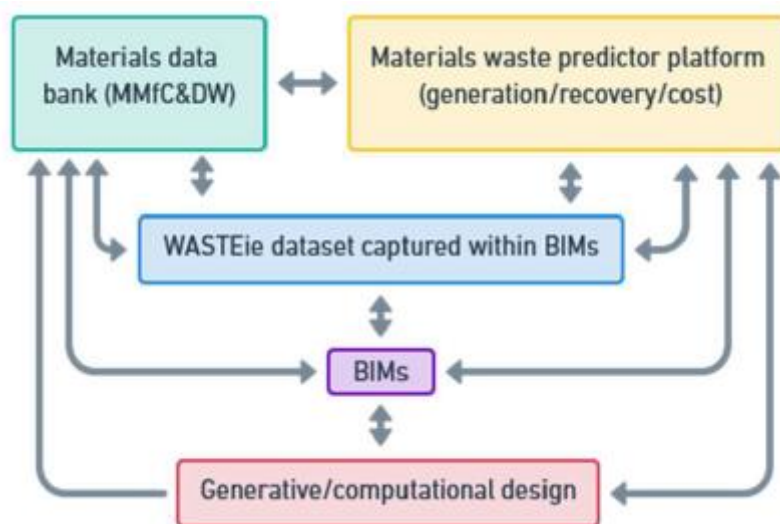 Materials data
bank (MMfC&DW)
Materials waste predictor platform
(generation/recovery/cost)
WASTEie dataset captured within BIMs
BIMs
Generative/computational design